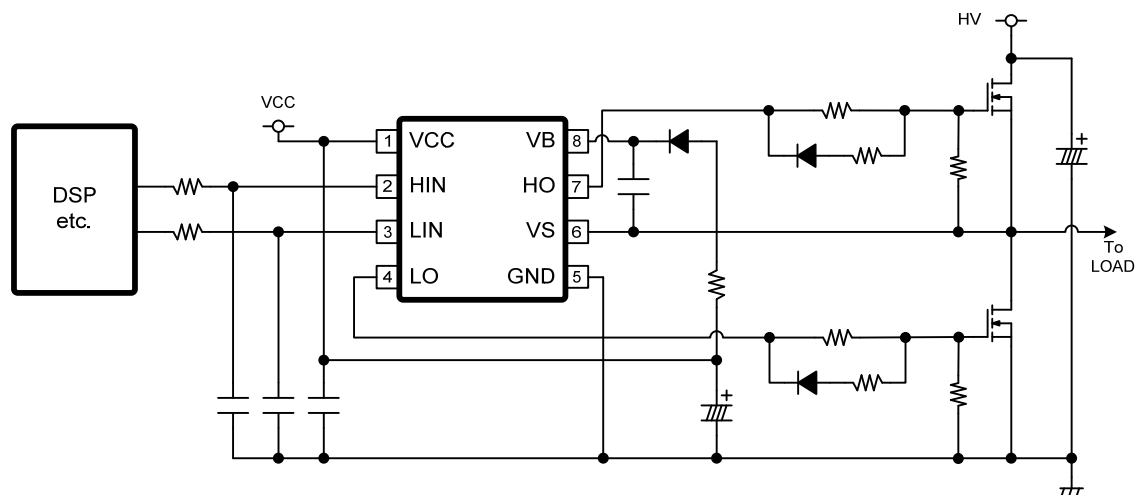 HV
VCC
DSP
etc.
1 VCC VB 8
2 HIN HO 7
3 LIN VS 6
4 LO GND 5
+
+
To
LOAD